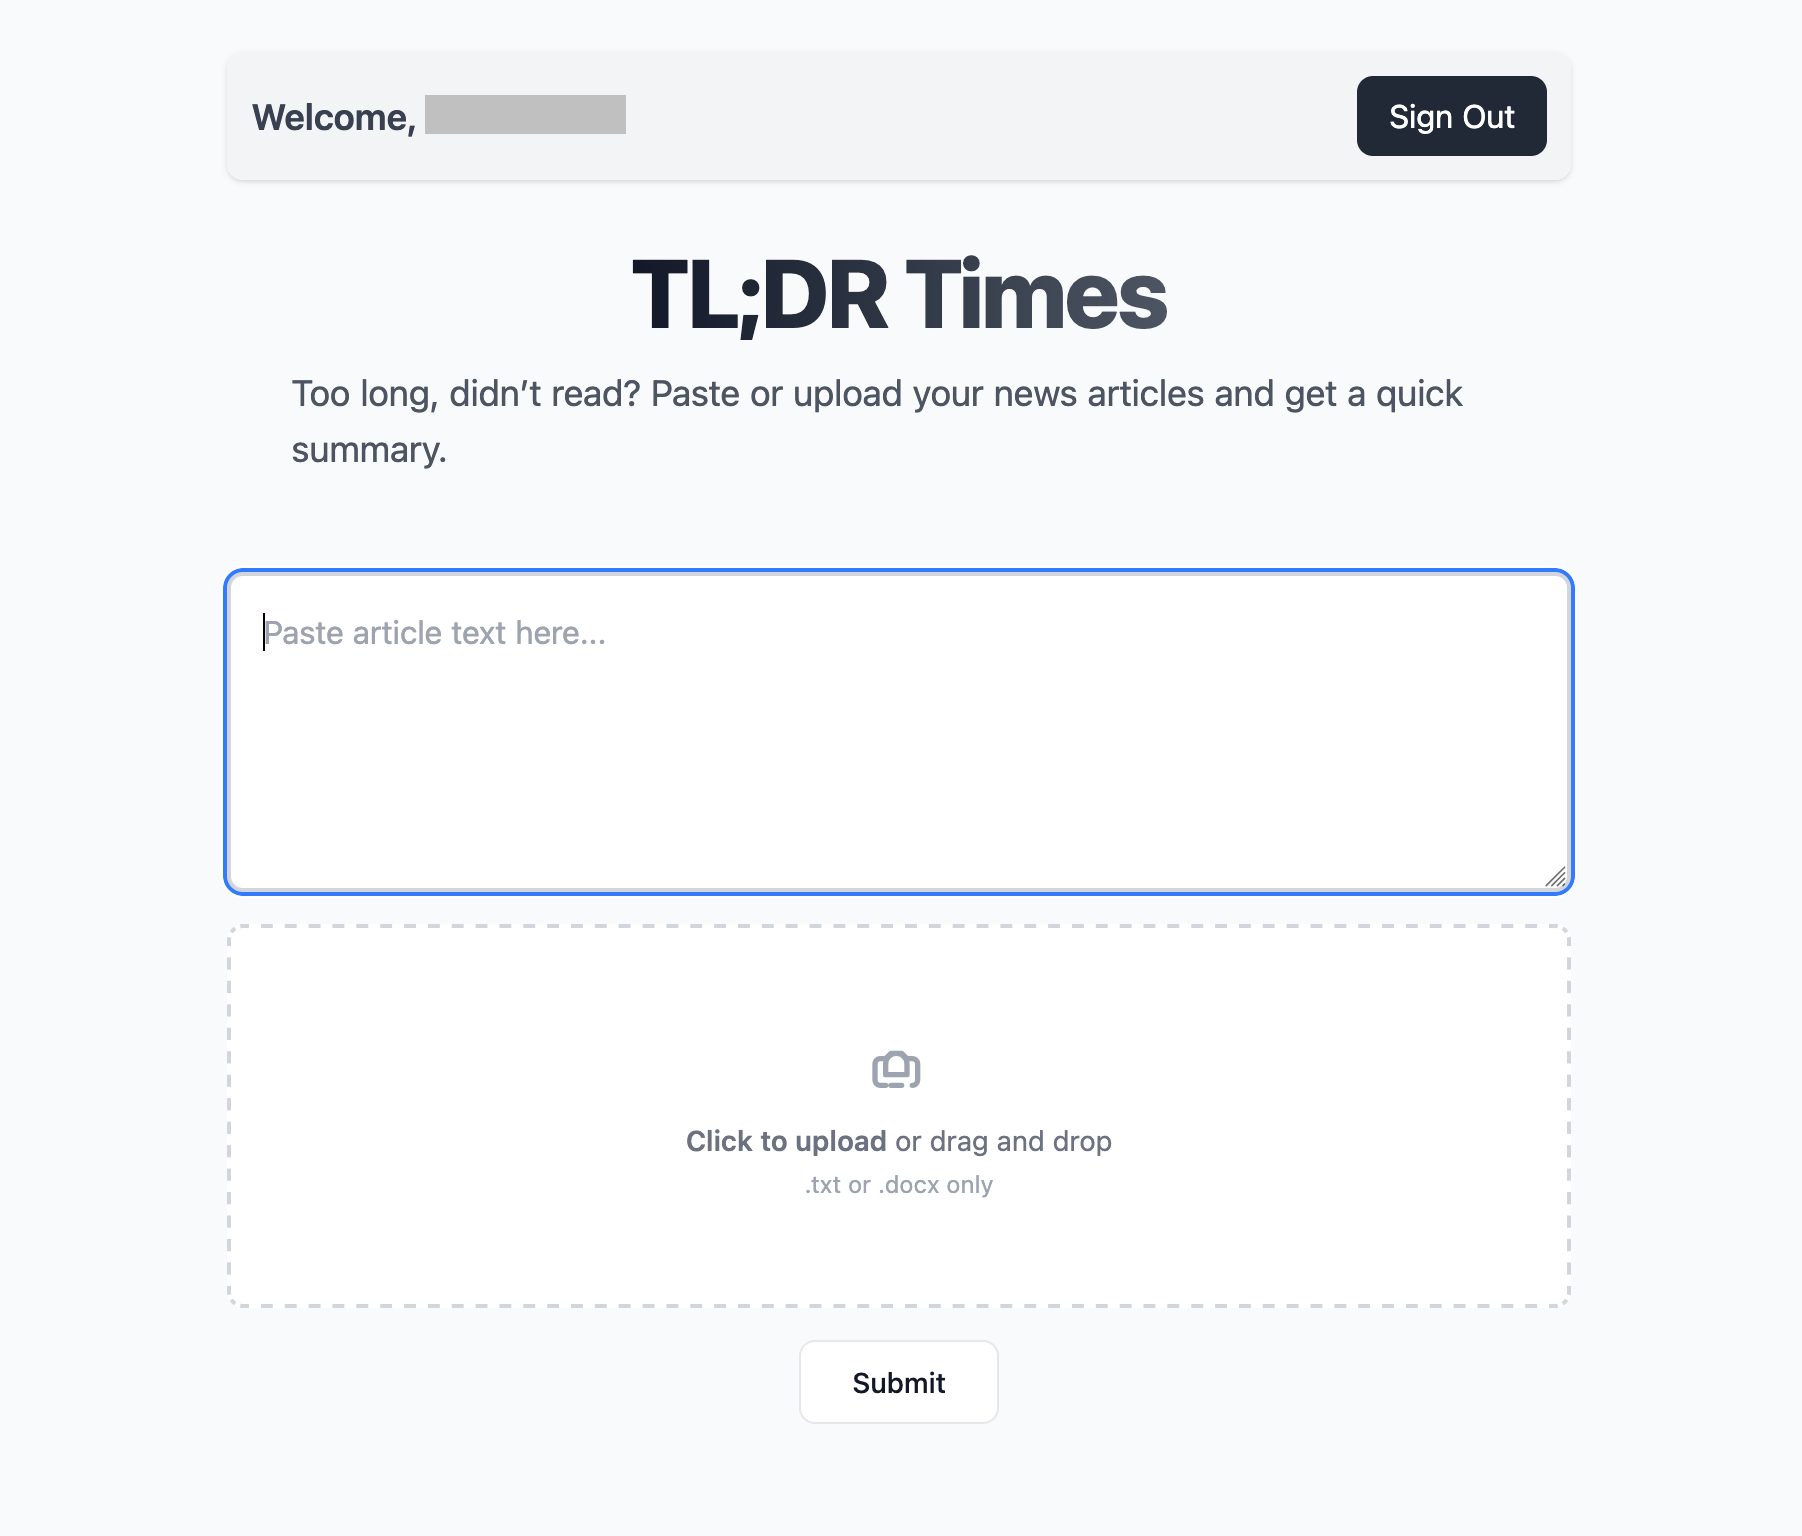 Welcome,
Sign Out
TL;DR Times
Too long, didn’t read? Paste or upload your news articles and get a quick
summary.
Paste article text here...
Click to upload or drag and drop
.txt or .docx only
Submit